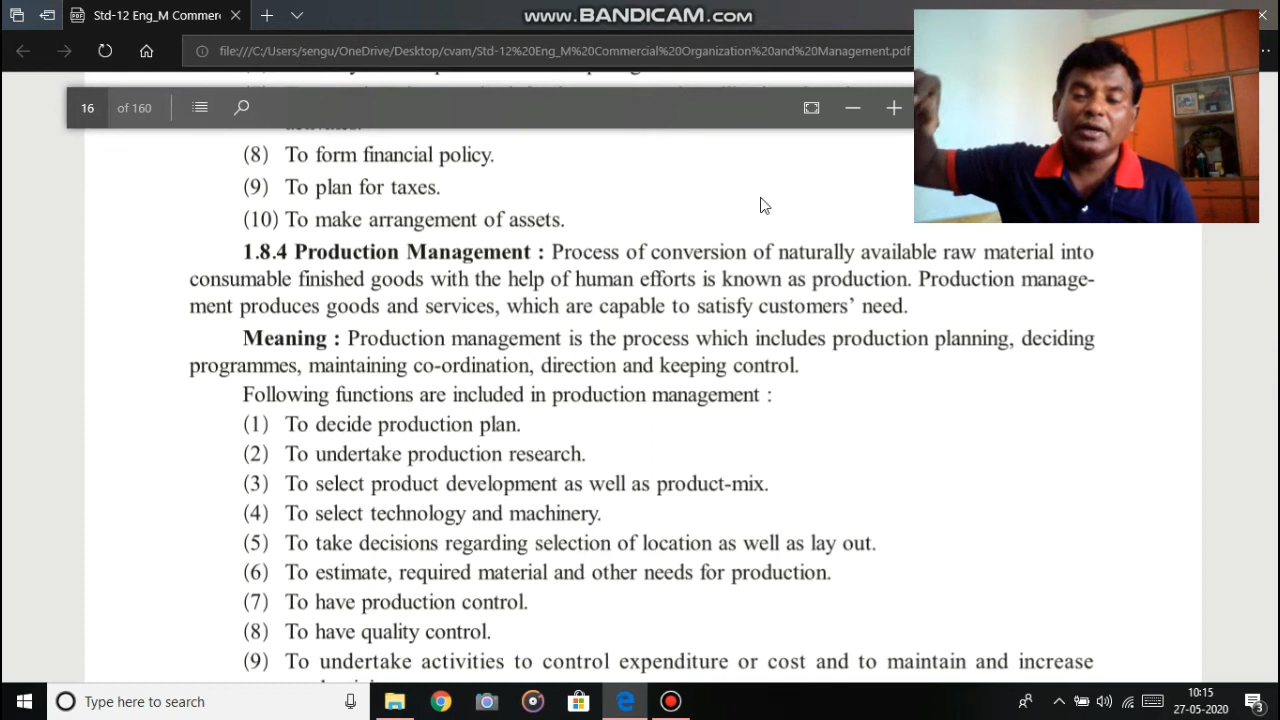 Std-12 Eng_M Commerc
www.BANDICAM.com
file:///C:/Users/sengu/OneDrive/Desktop/cvam/Std-12%20Eng_M%20Commercial%20Organization%20and%20Management.pdf
16 of 160
(8) To form financial policy.
(9) To plan for taxes.
(10) To make arrangement of assets.
1.8.4 Production Management : Process of conversion of naturally available raw material into
consumable finished goods with the help of human efforts is known as production. Production manage-
ment produces goods and services, which are capable to satisfy customers' need.
Meaning : Production management is the process which includes production planning, deciding
programmes, maintaining co-ordination, direction and keeping control.
Following functions are included in production management :
(1) To decide production plan.
(2) To undertake production research.
(3) To select product development as well as product-mix.
(4) To select technology and machinery.
(5) To take decisions regarding selection of location as well as lay out.
(6) To estimate, required material and other needs for production.
(7) To have production control.
(8) To have quality control.
(9) To undertake activities to control expenditure or cost and to maintain and increase
Type here to search
10:15
27-05-2020
3